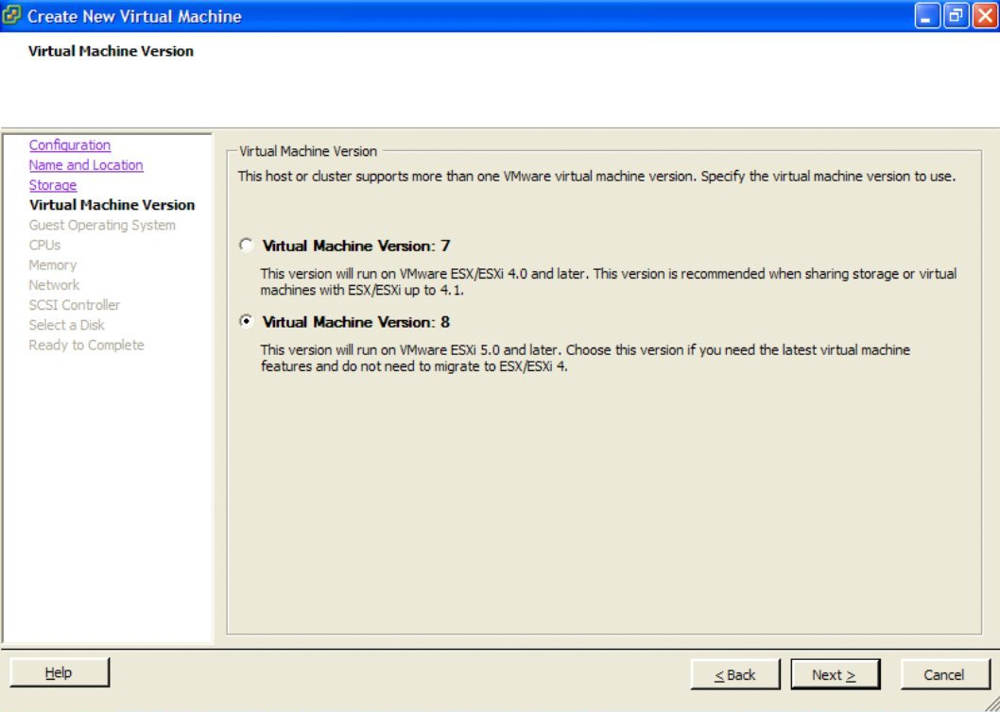 Create New Virtual Machine
Virtual Machine Version
Configuration
Name and Location
Storage
Virtual Machine Version
Guest Operating System
CPUs
Memory
Network
SCSI Controller
Select a Disk
Ready to Complete
Virtual Machine Version
This host or cluster supports more than one VMware virtual machine version. Specify the virtual machine version to use.
Virtual Machine Version: 7
This version will run on VMware ESX/ESXi 4.0 and later. This version is recommended when sharing storage or virtual
machines with ESX/ESXi up to 4.1.
Virtual Machine Version: 8
This version will run on VMware ESXi 5.0 and later. Choose this version if you need the latest virtual machine
features and do not need to migrate to ESX/ESXi 4.
Help
< Back
Next >
Cancel